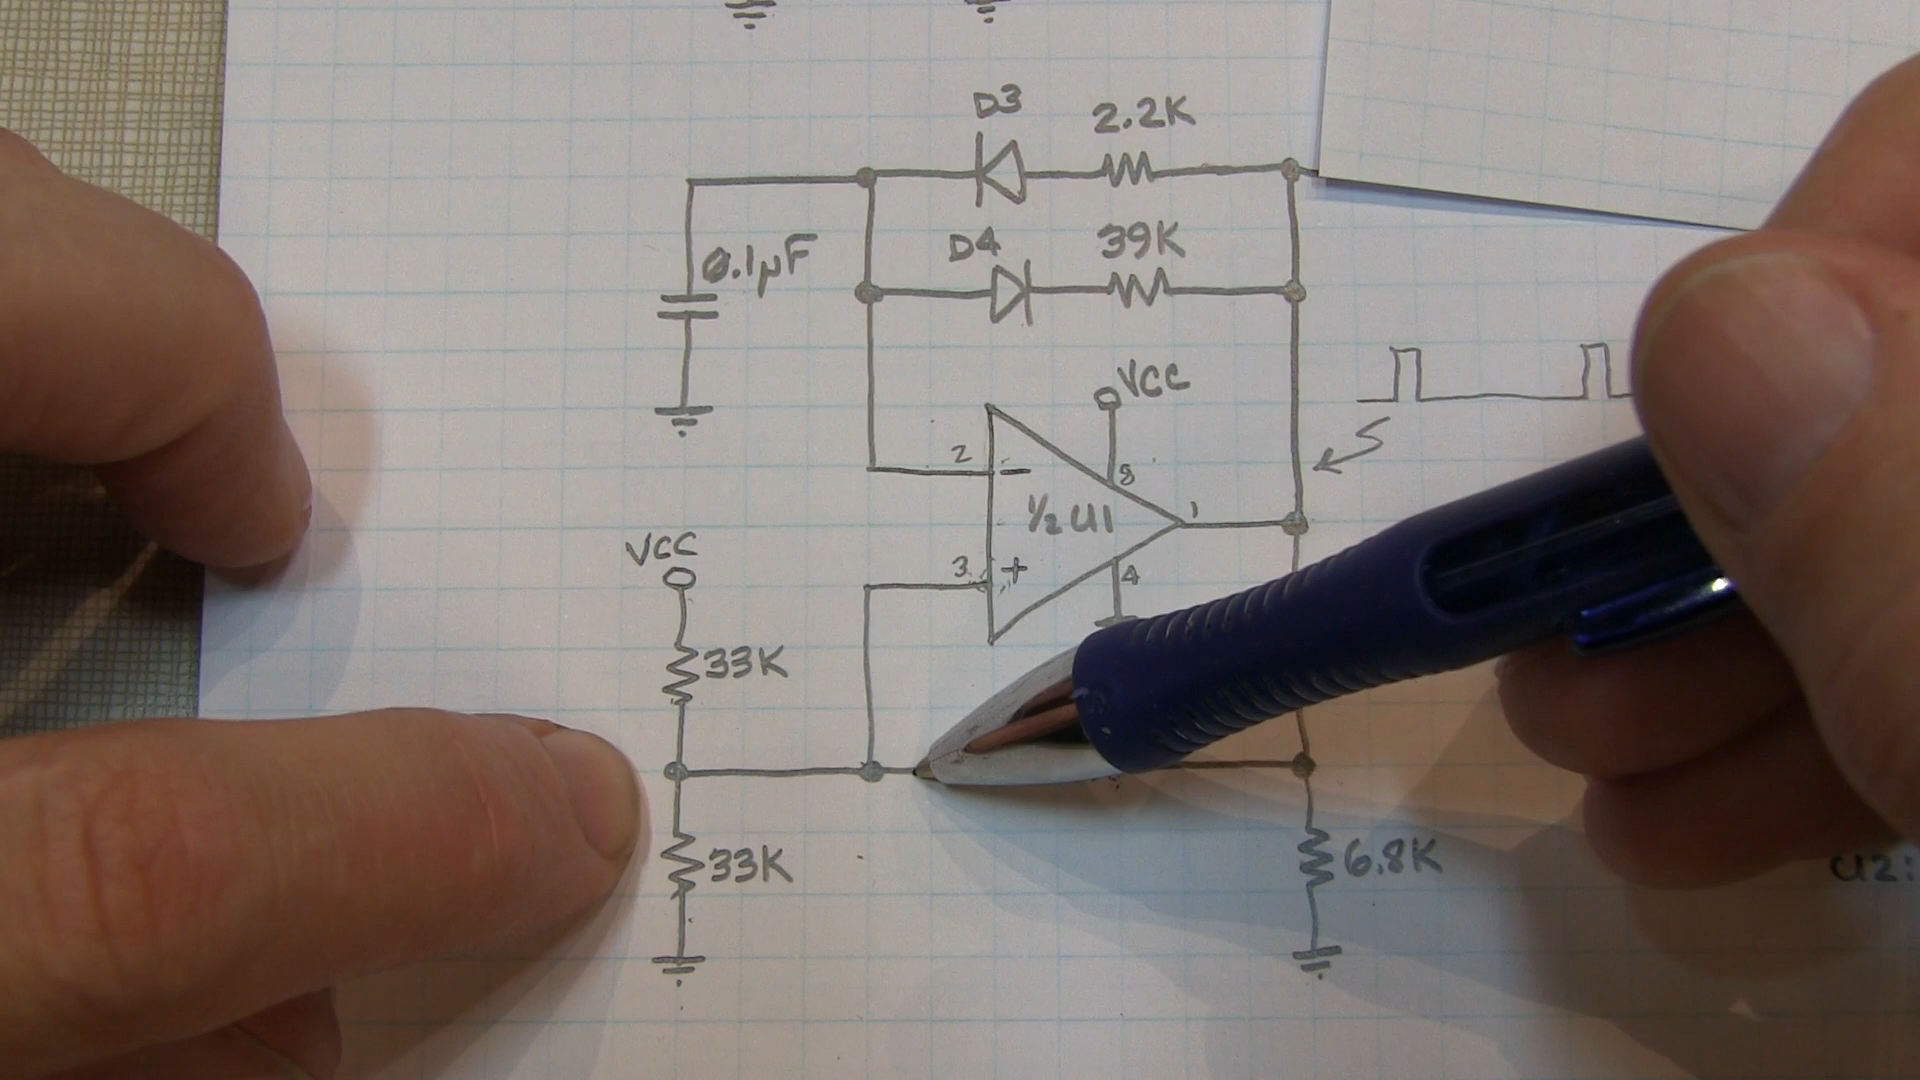 D3
2.2K
D4
39K
0.1µF
VCC
2
8
1/2 U1
1
3
4
-
+
VCC
33K
33K
6.8K
U2: